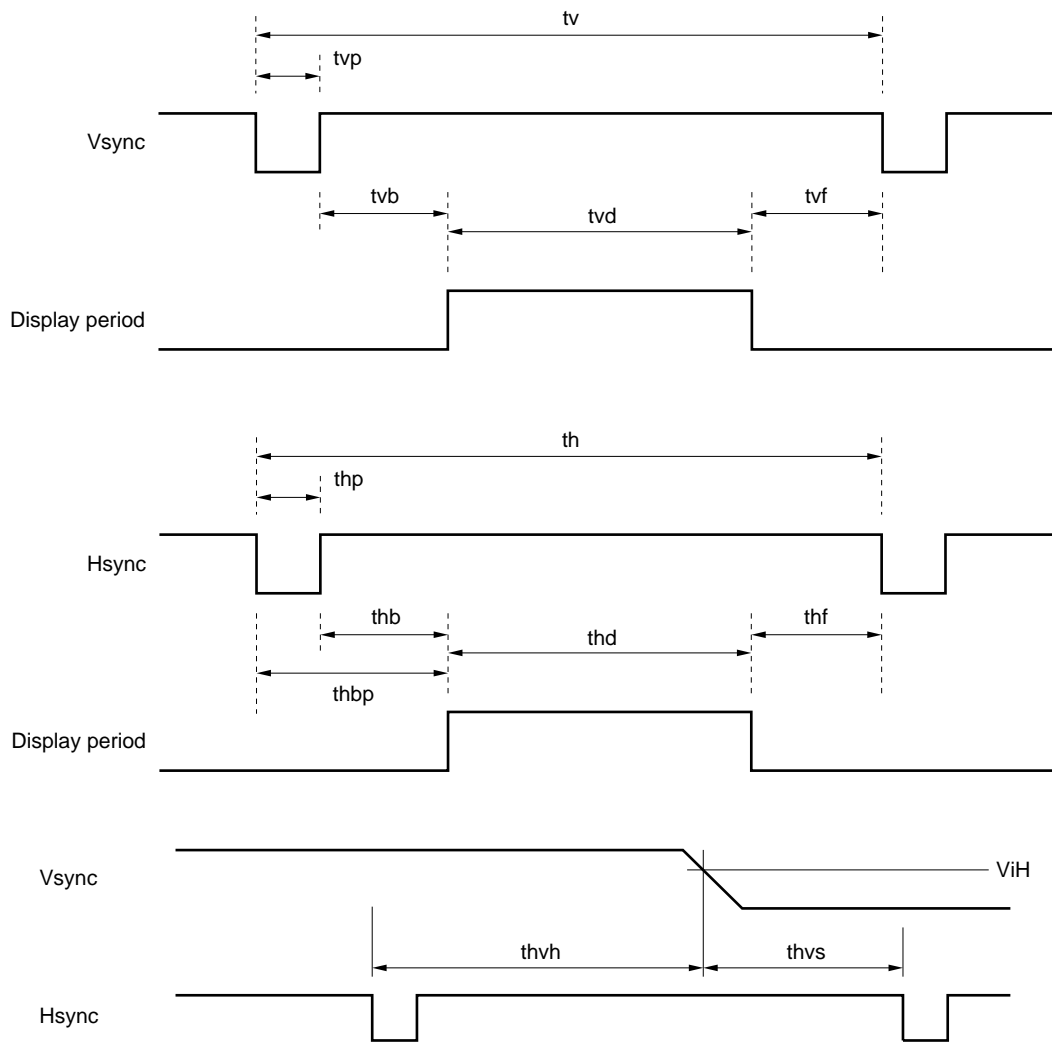 tv
tvp
Vsync
tvb
tvd
tvf
Display period
th
thp
Hsync
thb
thd
thf
thbp
Display period
Vsync
ViH
thvh
thvs
Hsync